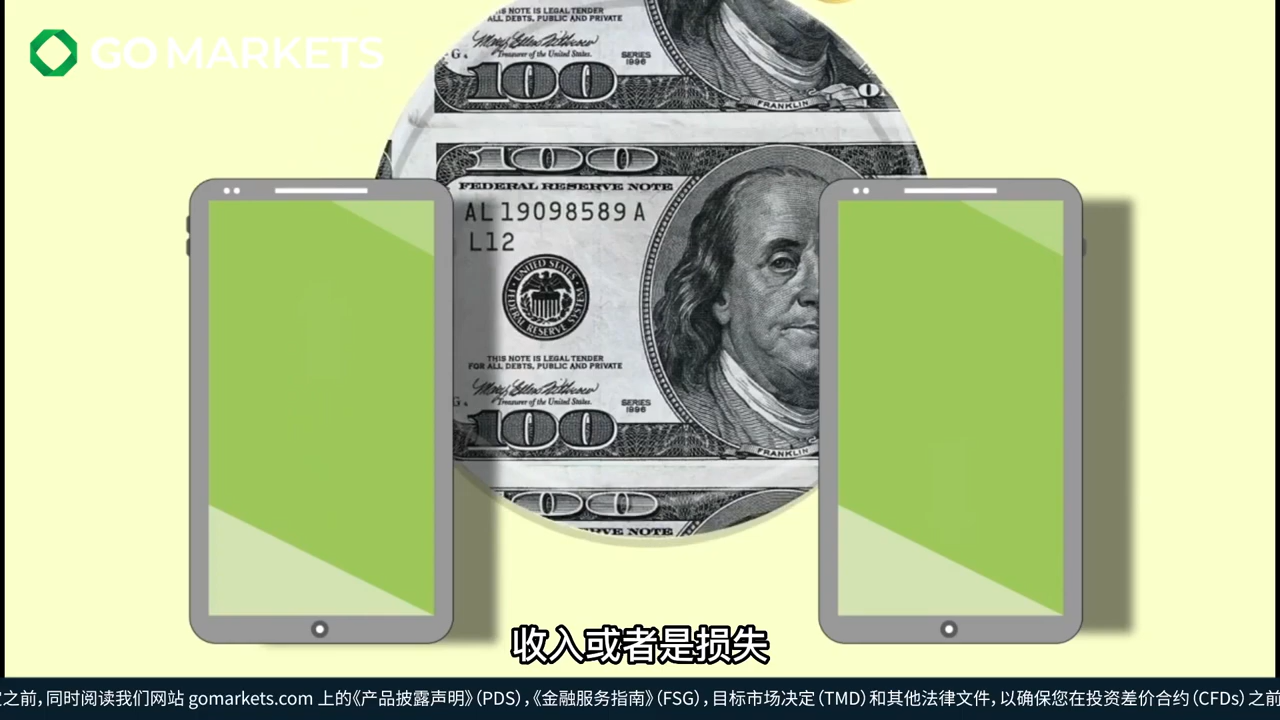 THIS NOTE IS LEGAL TENDER
ALL DEBTS, PUBLIC AND PRIVATE
GO MARKETS
Treasurer of the United States.
SERIES
1996
100
FRANKLIN
100
FEDERAL RESERVE NOTE
AL 19098589 A
L12
UNITED STATES
FEDERAL RESERVE SYSTEM
THIS NOTE IS LEGAL TENDER
FOR ALL DEBTS, PUBLIC AND PRIVATE
Treasurer of the United States.
SERIES
1996
100
FRANKLIN
收入或者是损失
之前，同时阅读我们网站 gomarkets.com 上的《产品披露声明》（PDS），《金融服务指南》（FSG），目标市场决定（TMD）和其他法律文件，以确保您在投资差价合约（CFDs）之前